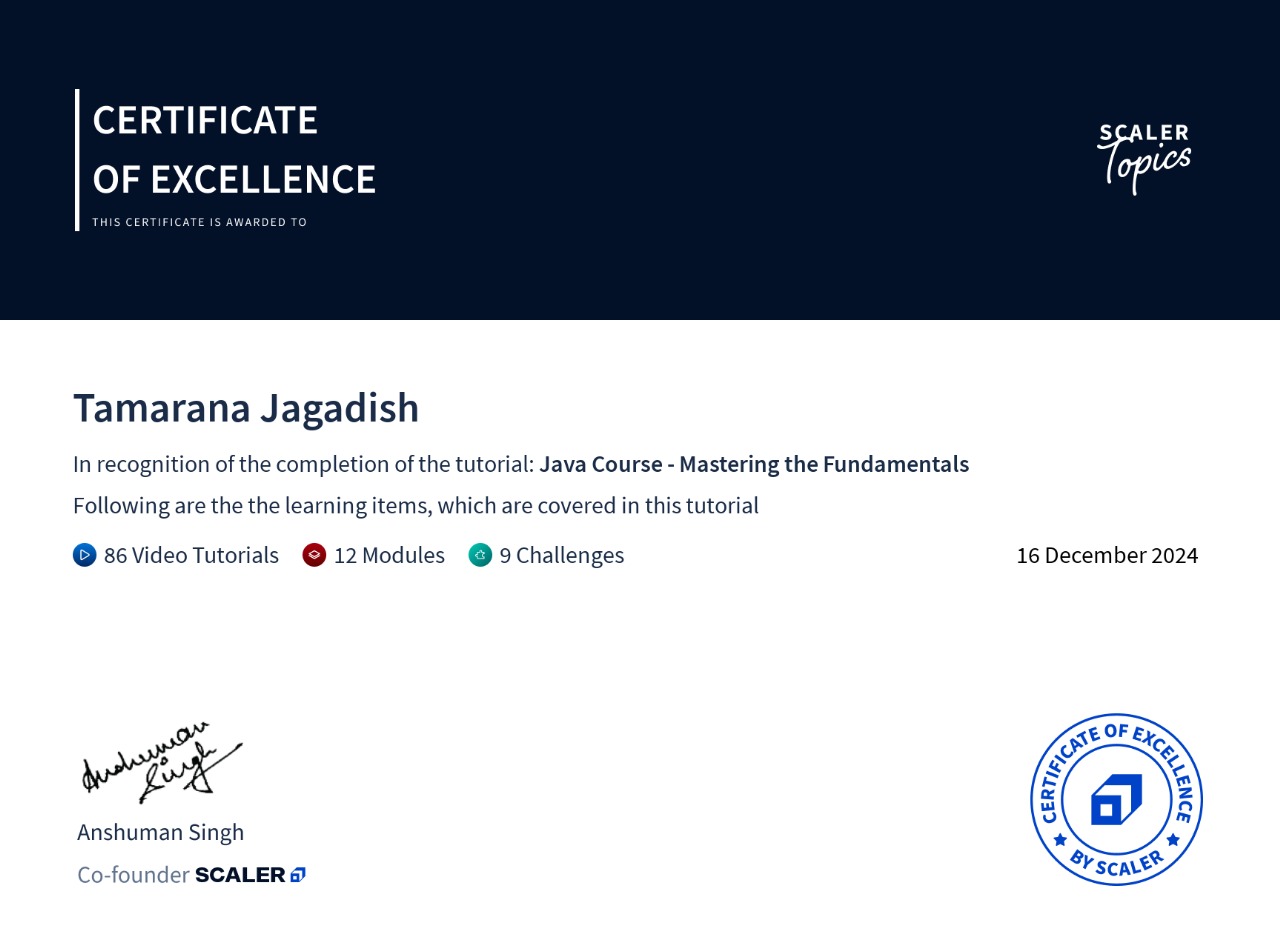 CERTIFICATE
OF EXCELLENCE
THIS CERTIFICATE IS AWARDED TO
SCALER
Topics
Tamarana Jagadish
In recognition of the completion of the tutorial: Java Course - Mastering the Fundamentals
Following are the the learning items, which are covered in this tutorial
86 Video Tutorials 12 Modules 9 Challenges
16 December 2024
Anshuman
Singh
Anshuman Singh
Co-founder SCALER
CERTIFICATE OF EXCELLENCE
BY SCALER